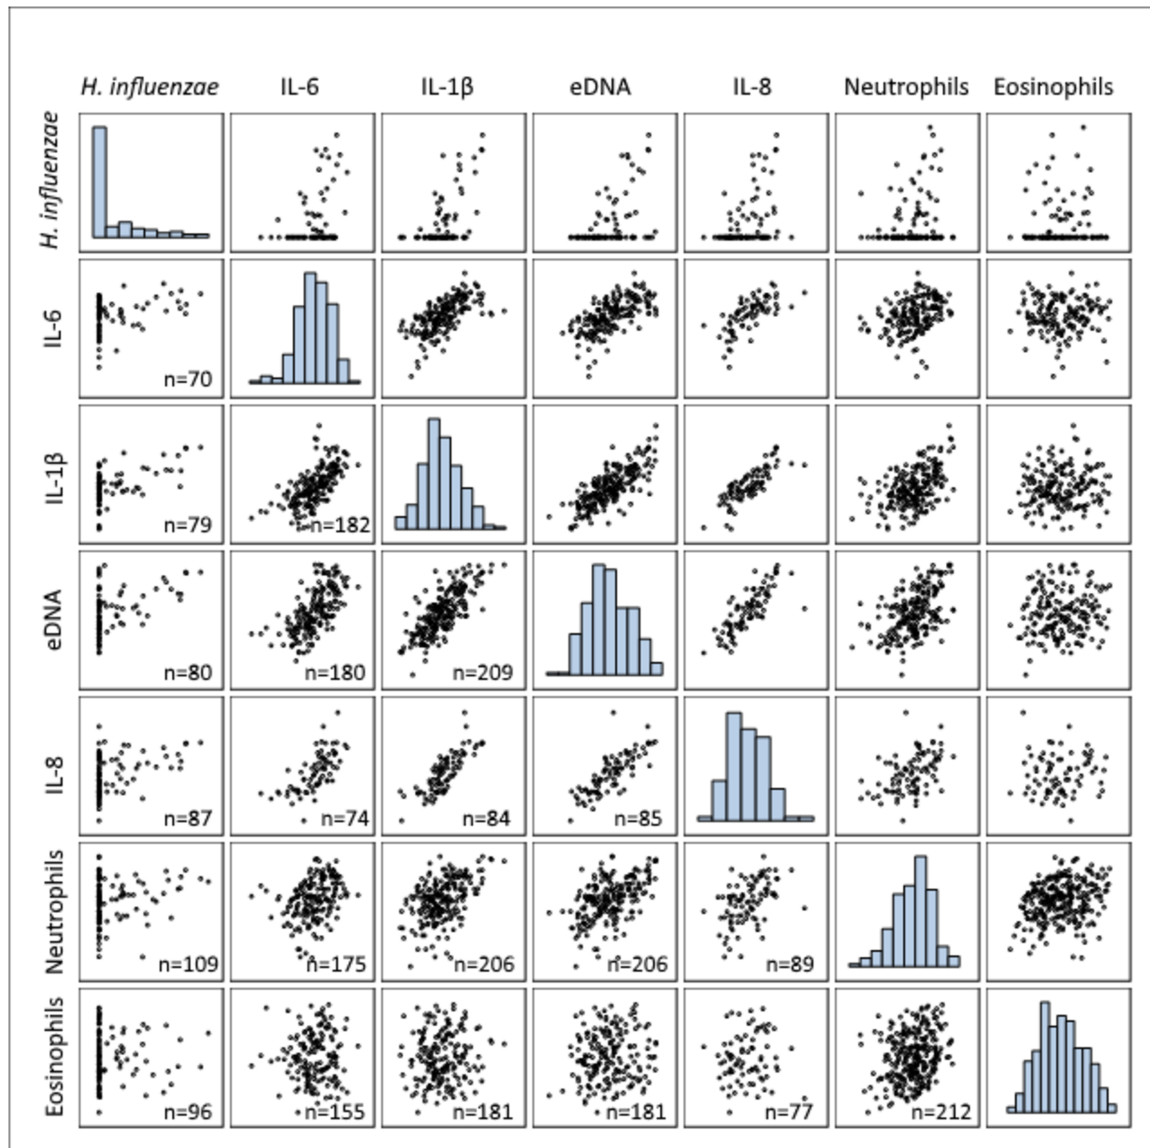 H. influenzae IL-6 IL-1β eDNA IL-8 Neutrophils Eosinophils
H. influenzae
IL-6
n=70
IL-1β
n=79 n=182
eDNA
n=80 n=180 n=209
IL-8
n=87 n=74 n=84 n=85
Neutrophils
n=109 n=175 n=206 n=206 n=89
Eosinophils
n=96 n=155 n=181 n=181 n=77 n=212